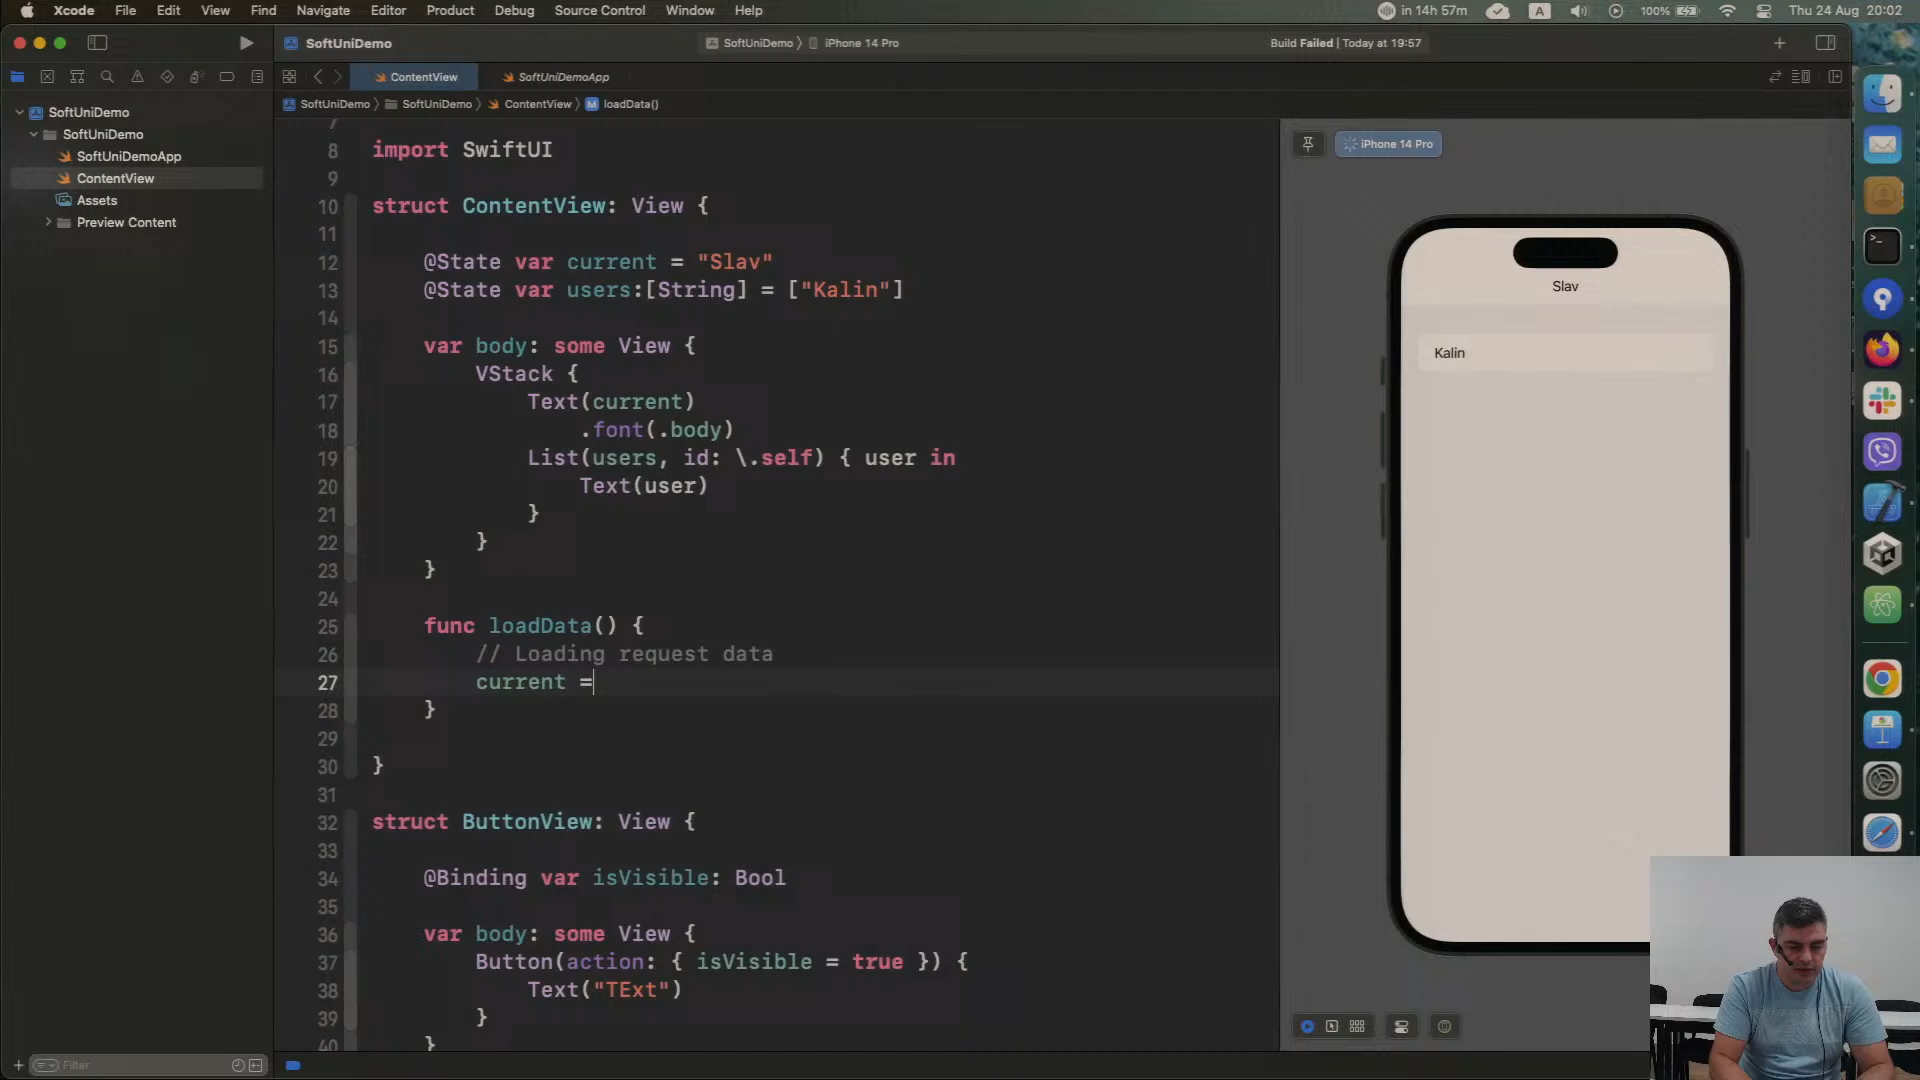 Xcode File Edit View Find Navigate Editor Product Debug Source Control Window Help in 14h 57m A 100% Thu 24 Aug 20:02
SoftUniDemo SoftUniDemo iPhone 14 Pro Build Failed | Today at 19:57
ContentView SoftUniDemoApp
SoftUniDemo SoftUniDemo ContentView M loadData()
SoftUniDemo
SoftUniDemo
SoftUniDemoApp
ContentView
Assets
Preview Content
Filter
7
8 import SwiftUI
9
10 struct ContentView: View {
11
12 @State var current = "Slav"
13 @State var users:[String] = ["Kalin"]
14
15 var body: some View {
16 VStack {
17 Text(current)
18 .font(.body)
19 List(users, id: \.self) { user in
20 Text(user)
21 }
22 }
23 }
24
25 func loadData() {
26 // Loading request data
27 current =
28 }
29
30 }
31
32 struct ButtonView: View {
33
34 @Binding var isVisible: Bool
35
36 var body: some View {
37 Button(action: { isVisible = true }) {
38 Text("TExt")
39 }
40 }
iPhone 14 Pro
Slav
Kalin